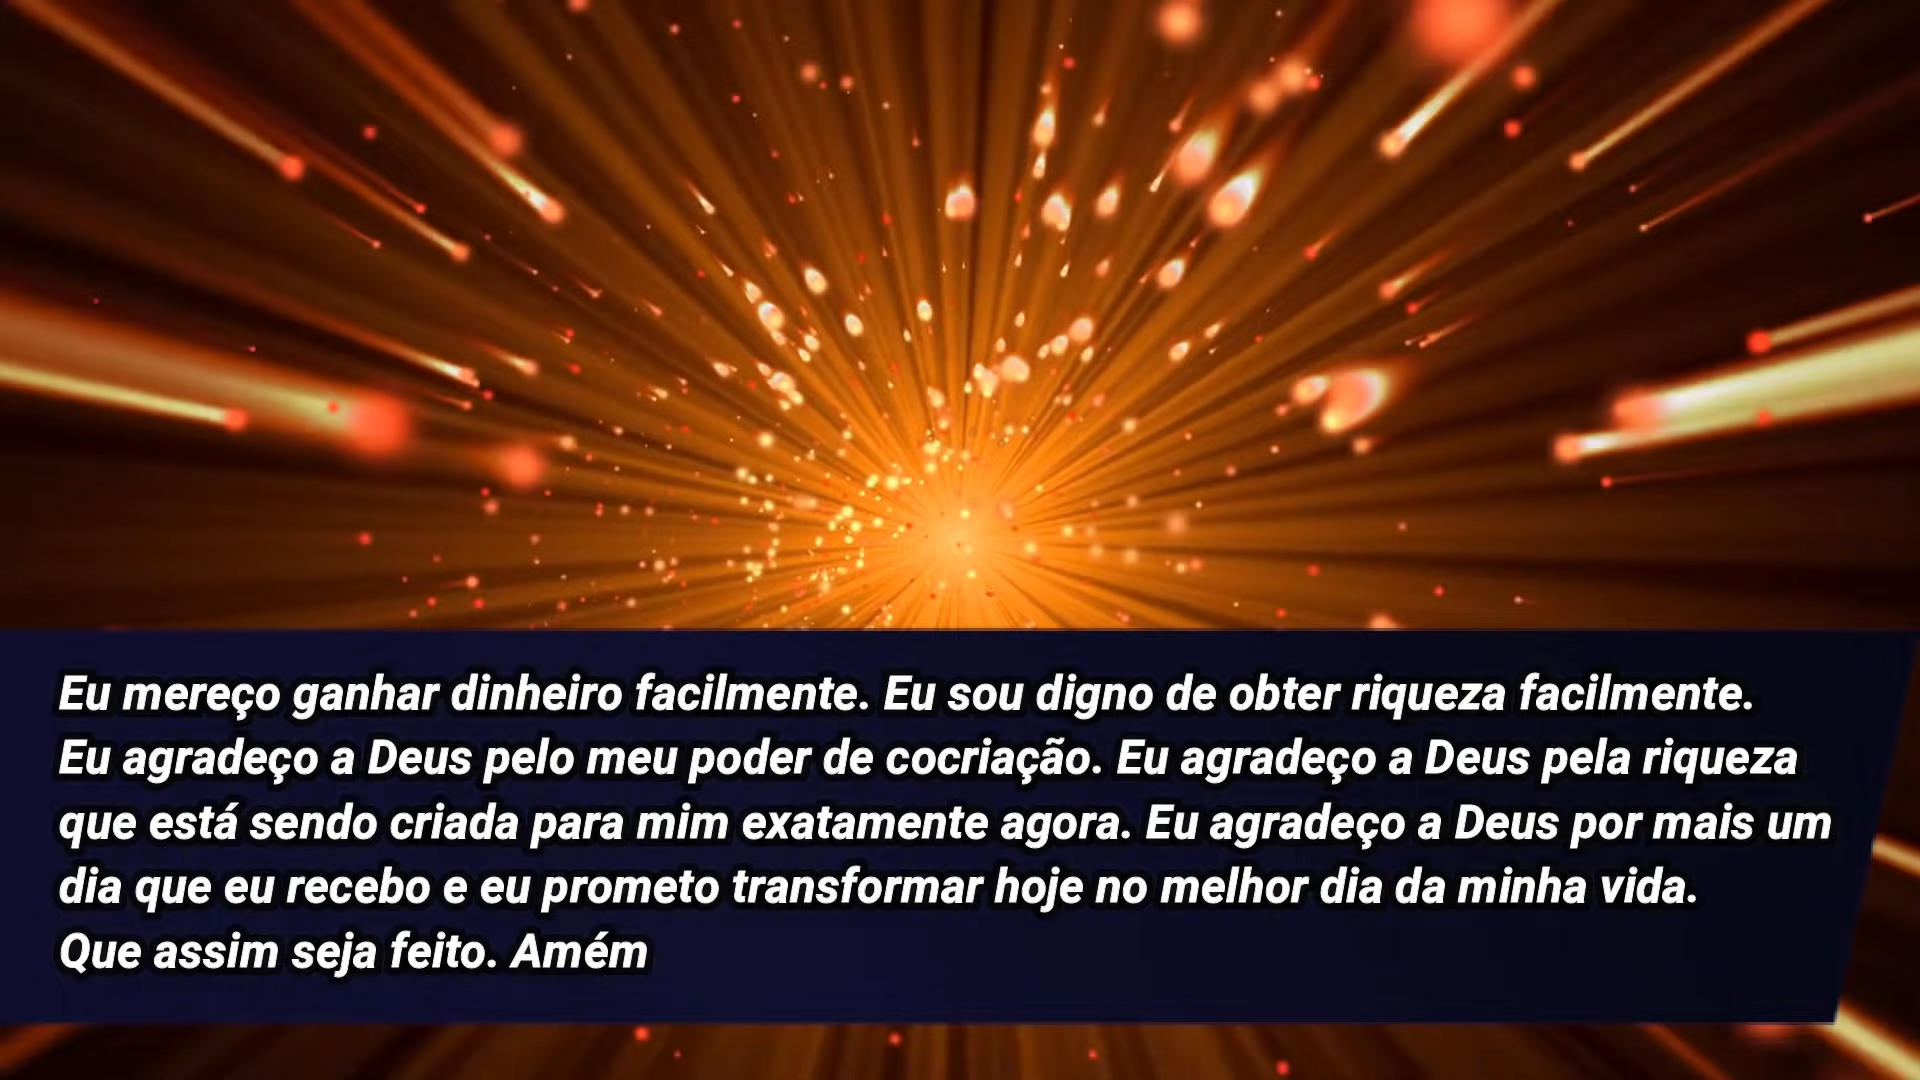 Eu mereço ganhar dinheiro facilmente. Eu sou digno de obter riqueza facilmente.
Eu agradeço a Deus pelo meu poder de cocriação. Eu agradeço a Deus pela riqueza
que está sendo criada para mim exatamente agora. Eu agradeço a Deus por mais um
dia que eu recebo e eu prometo transformar hoje no melhor dia da minha vida.
Que assim seja feito. Amém